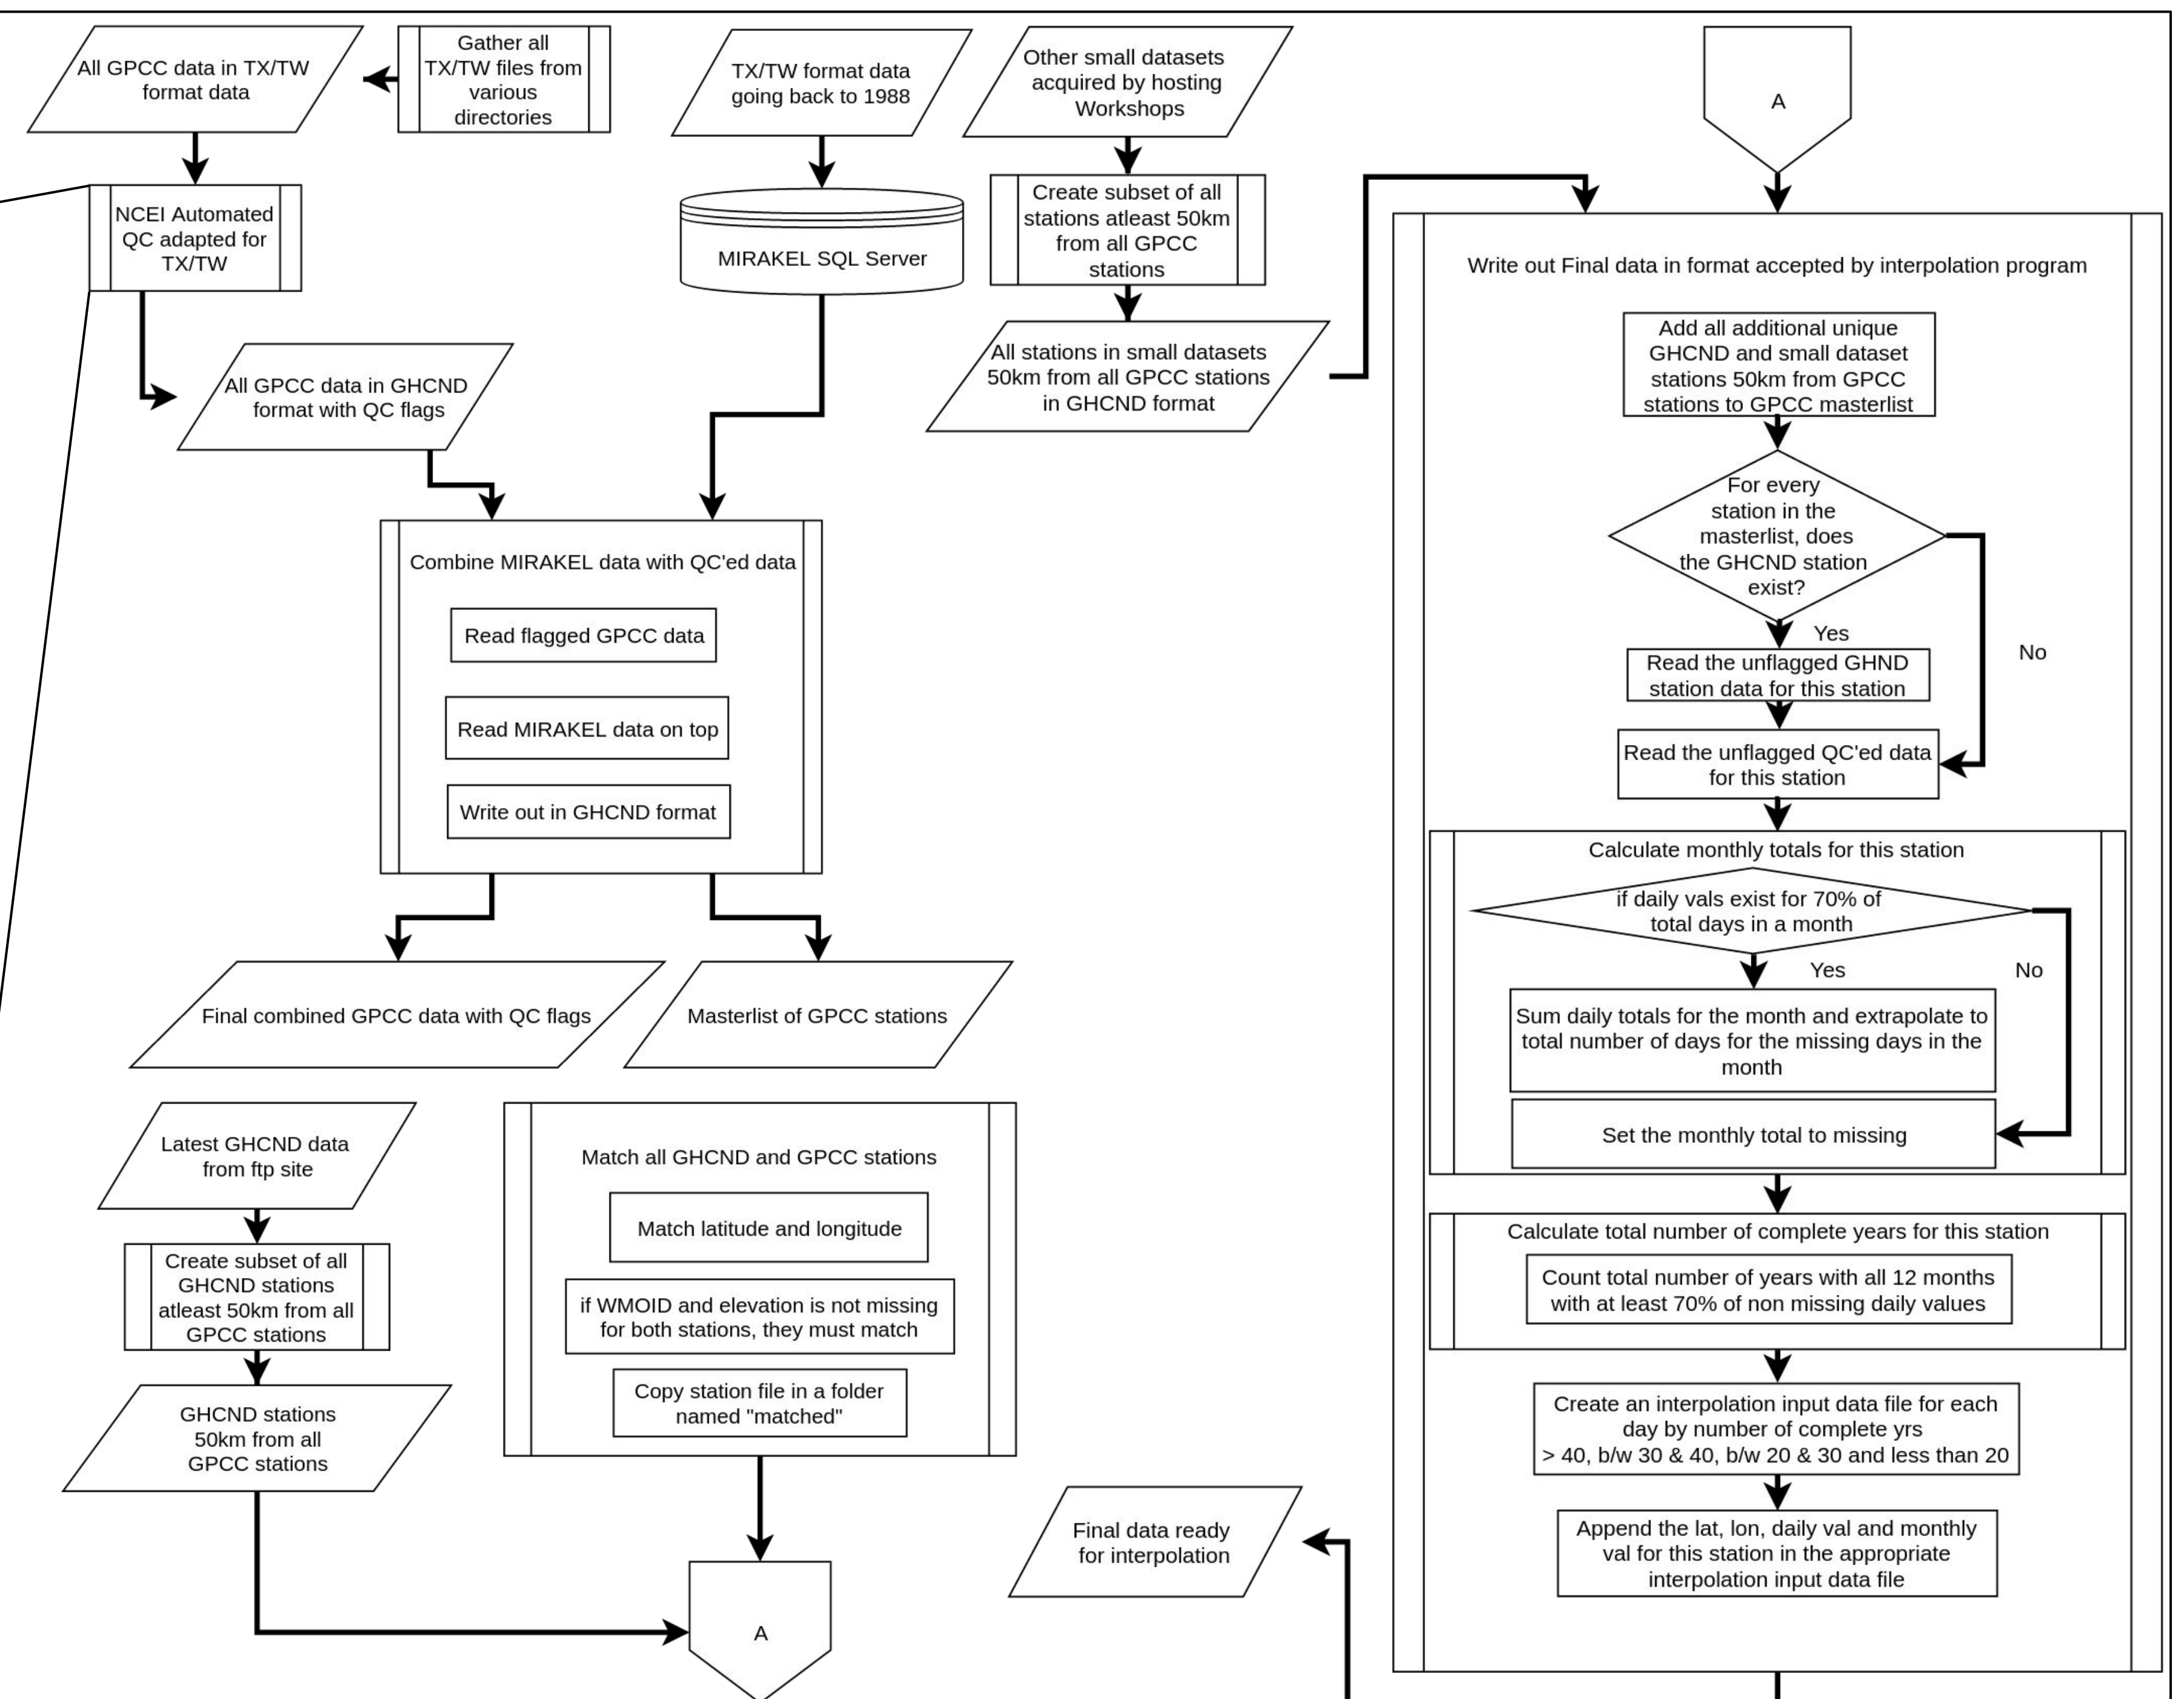 All GPCC data in TX/TW
format data
Gather all
TX/TW files from
various
directories
TX/TW format data
going back to 1988
Other small datasets
acquired by hosting
Workshops
A
NCEI Automated
QC adapted for
TX/TW
MIRAKEL SQL Server
Create subset of all
stations atleast 50km
from all GPCC
stations
All GPCC data in GHCND
format with QC flags
All stations in small datasets
50km from all GPCC stations
in GHCND format
Combine MIRAKEL data with QC'ed data
Read flagged GPCC data
Read MIRAKEL data on top
Write out in GHCND format
Final combined GPCC data with QC flags
Masterlist of GPCC stations
Latest GHCND data
from ftp site
Create subset of all
GHCND stations
atleast 50km from all
GPCC stations
GHCND stations
50km from all
GPCC stations
Match all GHCND and GPCC stations
Match latitude and longitude
if WMOID and elevation is not missing
for both stations, they must match
Copy station file in a folder
named "matched"
A
Final data ready
for interpolation
Write out Final data in format accepted by interpolation program
Add all additional unique
GHCND and small dataset
stations 50km from GPCC
stations to GPCC masterlist
For every
station in the
masterlist, does
the GHCND station
exist?
Yes
No
Read the unflagged GHND
station data for this station
Read the unflagged QC'ed data
for this station
Calculate monthly totals for this station
if daily vals exist for 70% of
total days in a month
Yes
No
Sum daily totals for the month and extrapolate to
total number of days for the missing days in the
month
Set the monthly total to missing
Calculate total number of complete years for this station
Count total number of years with all 12 months
with at least 70% of non missing daily values
Create an interpolation input data file for each
day by number of complete yrs
> 40, b/w 30 & 40, b/w 20 & 30 and less than 20
Append the lat, lon, daily val and monthly
val for this station in the appropriate
interpolation input data file